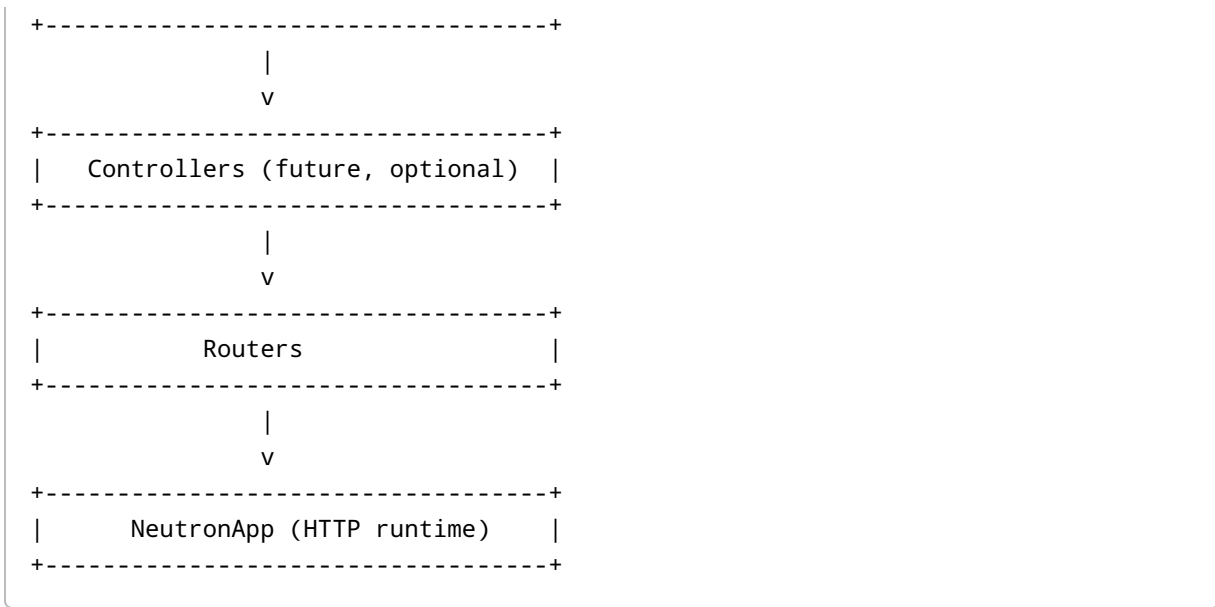 +-----------------------------------+
                |
                v
+-----------------------------------+
|   Controllers (future, optional)  |
+-----------------------------------+
                |
                v
+-----------------------------------+
|           Routers                 |
+-----------------------------------+
                |
                v
+-----------------------------------+
|      NeutronApp (HTTP runtime)    |
+-----------------------------------+